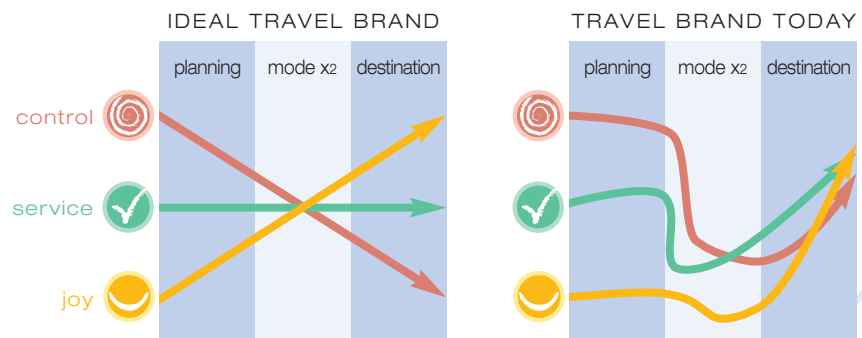 IDEAL TRAVEL BRAND
planning mode x2 destination
control
service
joy
TRAVEL BRAND TODAY
planning mode x2 destination